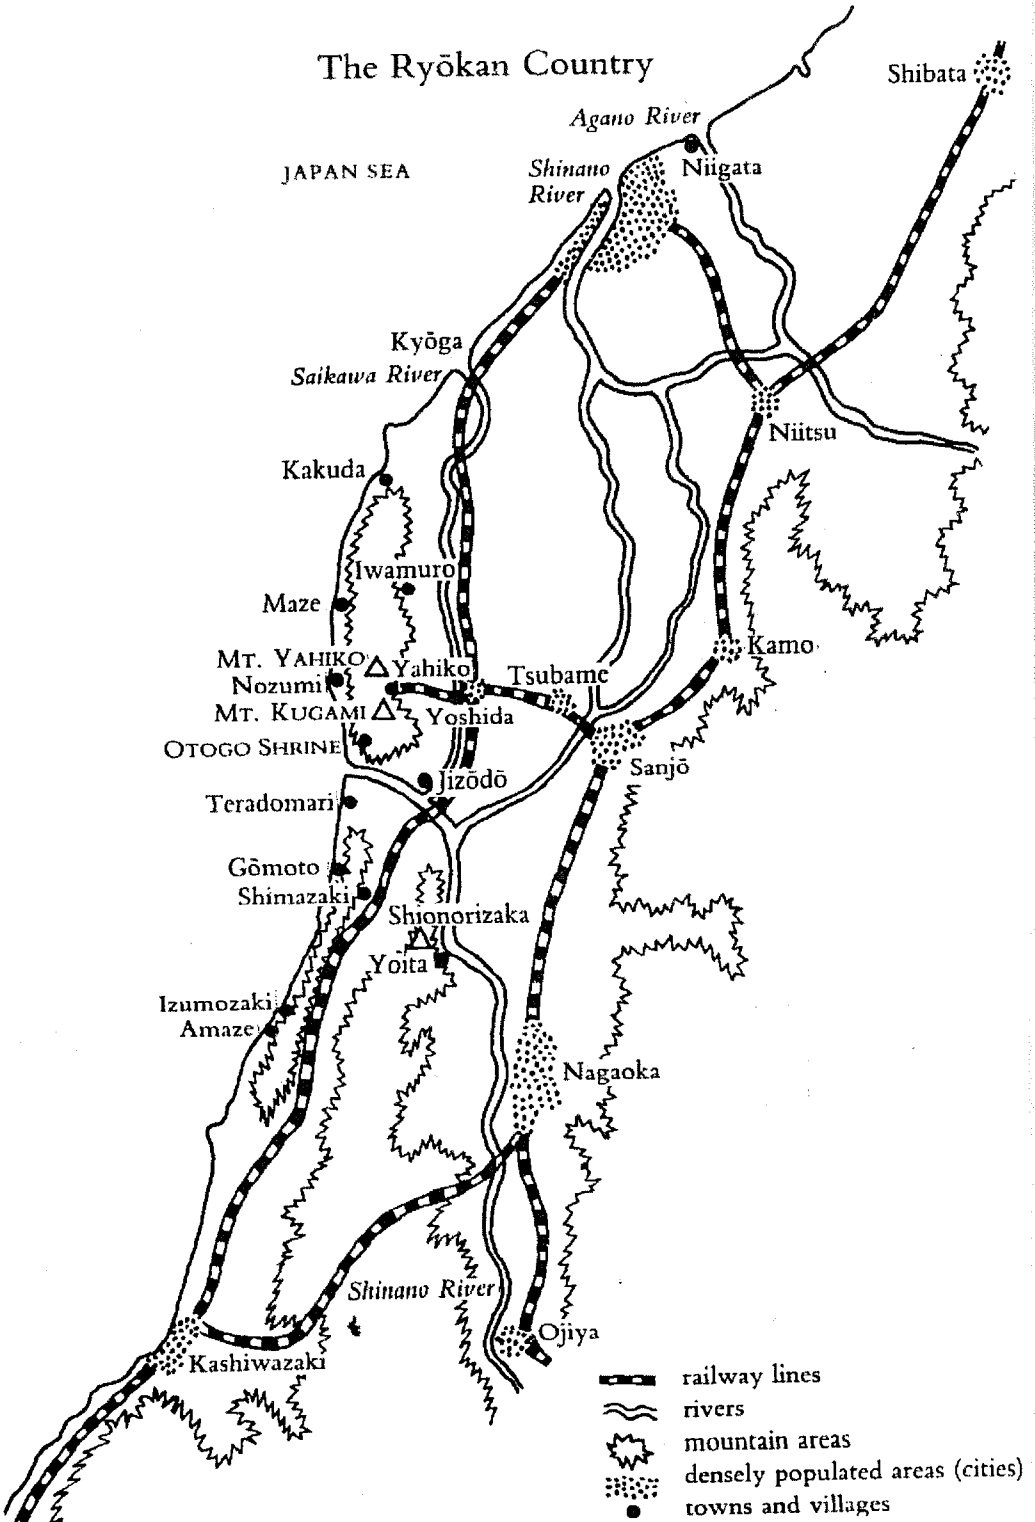 The Ryōkan Country
Shibata
Agano River
JAPAN SEA
Shinano
River
Niigata
Kyōga
Saikawa River
Niitsu
Kakuda
Iwamuro
Maze
Kamo
MT. YAHIKO
Yahiko
Tsubame
Nozumi
MT. KUGAMI
Yoshida
OTOGO SHRINE
Sanjō
Jizōdō
Teradomari
Gōmoto
Shimazaki
Shionorizaka
Yoita
Izumozaki
Amaze
Nagaoka
Shinano River
Ojiya
Kashiwazaki
railway lines
rivers
mountain areas
densely populated areas (cities)
towns and villages